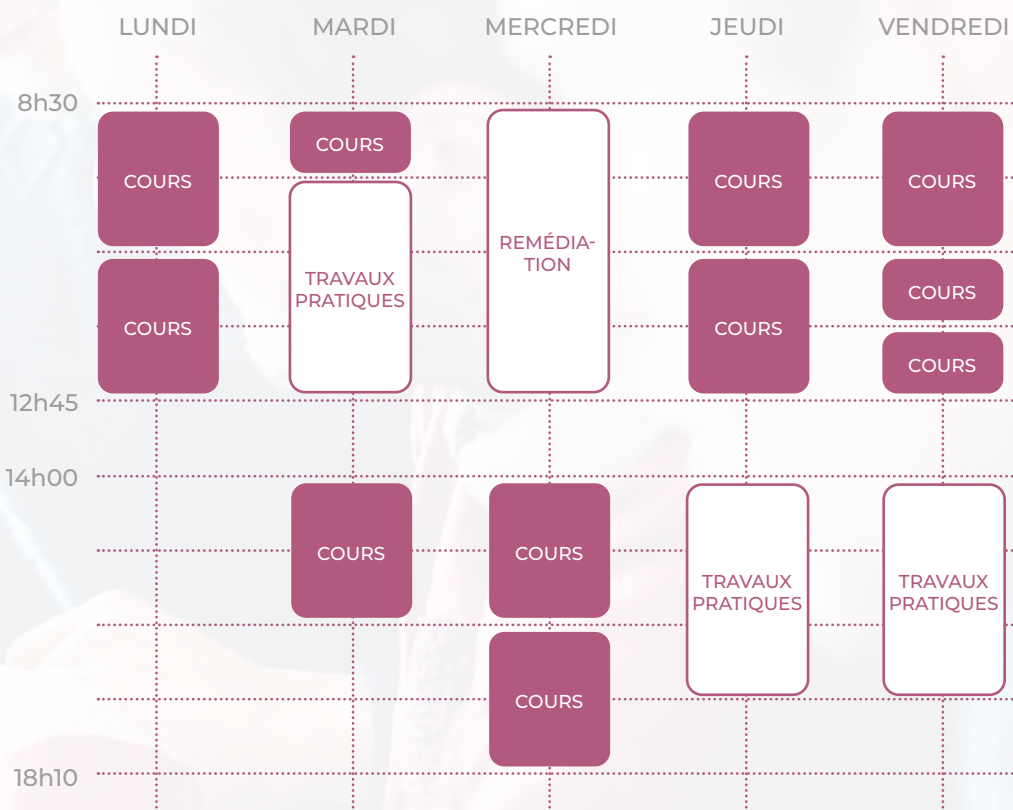 LUNDI MARDI MERCREDI JEUDI VENDREDI
8h30
COURS
COURS
COURS
COURS
COURS
REMÉDIA-
TION
TRAVAUX
PRATIQUES
COURS
COURS
COURS
COURS
12h45
14h00
COURS
COURS
TRAVAUX
PRATIQUES
TRAVAUX
PRATIQUES
COURS
18h10